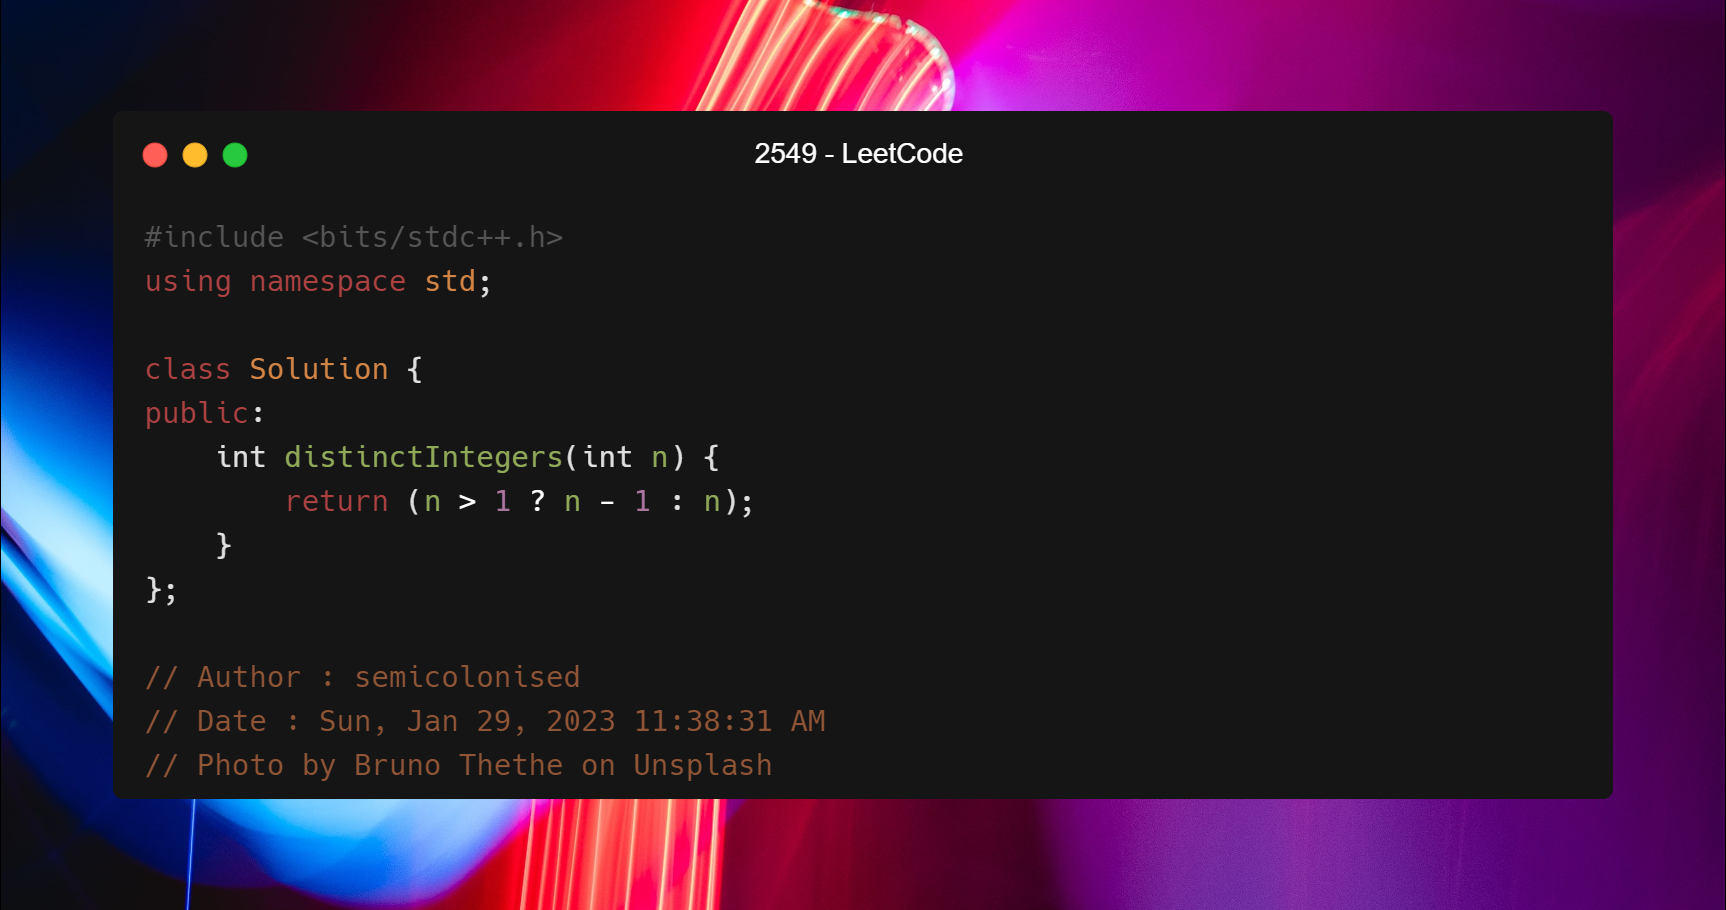 2549 - LeetCode
#include <bits/stdc++.h>
using namespace std;
class Solution {
public:
    int distinctIntegers(int n) {
        return (n > 1 ? n - 1 : n);
    }
};
// Author : semicolonised
// Date : Sun, Jan 29, 2023 11:38:31 AM
// Photo by Bruno Thethe on Unsplash